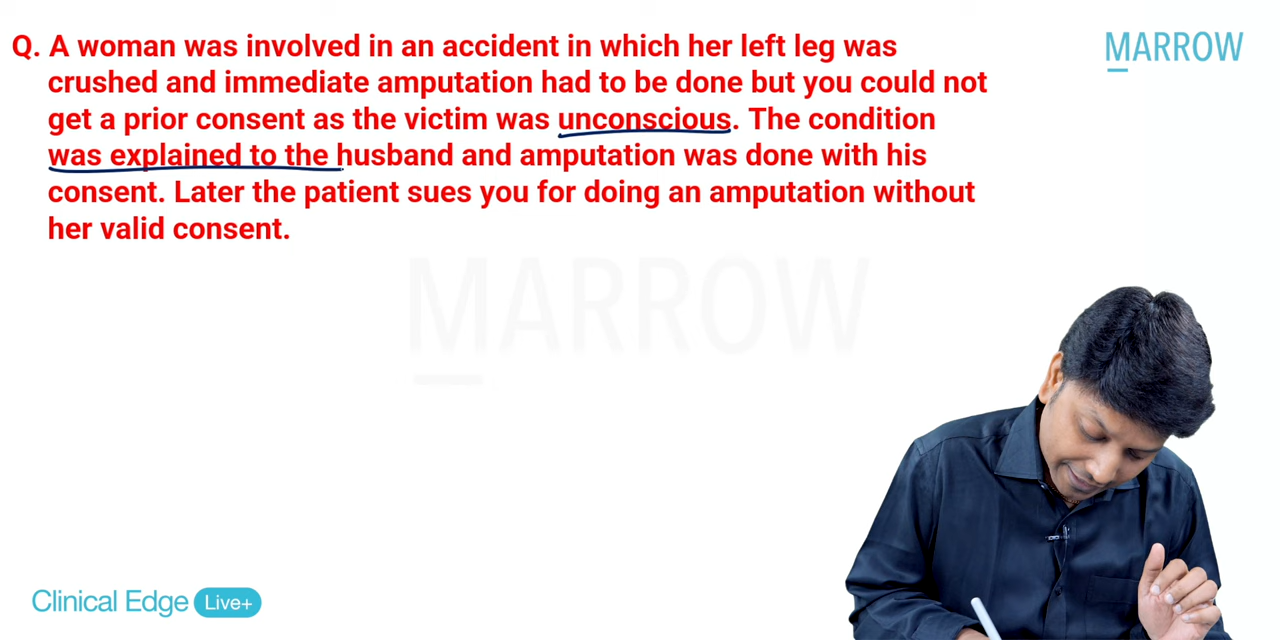 Q. A woman was involved in an accident in which her left leg was
MARROW
crushed and immediate amputation had to be done but you could not
get a prior consent as the victim was unconscious. The condition
was explained to the husband and amputation was done with his
consent. Later the patient sues you for doing an amputation without
her valid consent.
MARROW
Clinical Edge Live+